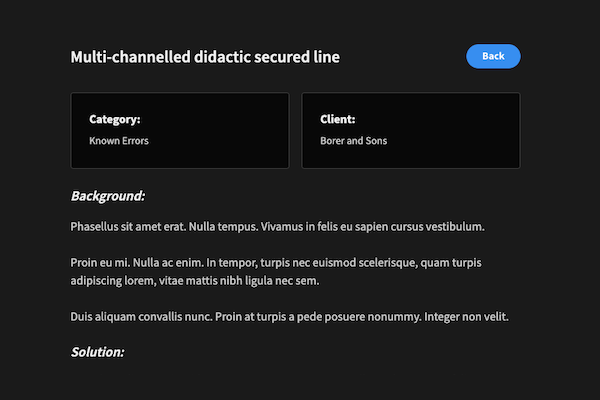 Multi-channelled didactic secured line
Back
Category:
Known Errors
Client:
Borer and Sons
Background:
Phasellus sit amet erat. Nulla tempus. Vivamus in felis eu sapien cursus vestibulum.
Proin eu mi. Nulla ac enim. In tempor, turpis nec euismod scelerisque, quam turpis
adipiscing lorem, vitae mattis nibh ligula nec sem.
Duis aliquam convallis nunc. Proin at turpis a pede posuere nonummy. Integer non velit.
Solution: